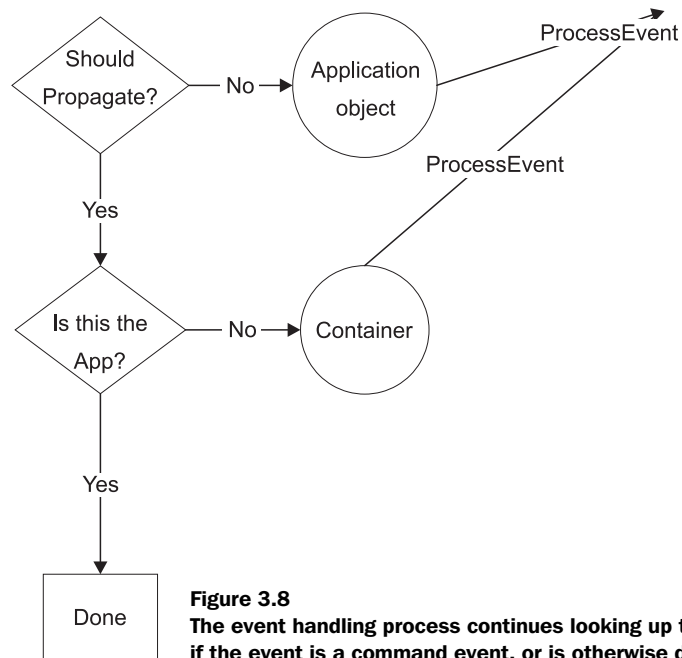 Should
Propagate?
No
Application
object
ProcessEvent
ProcessEvent
Yes
Is this the
App?
No
Container
Yes
Done
Figure 3.8
The event handling process continues looking up
if the event is a command event, or is otherwise